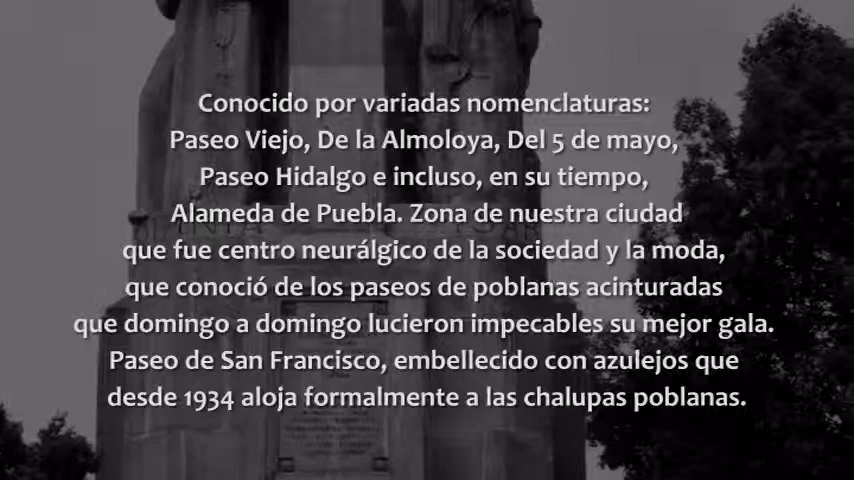 Conocido por variadas nomenclaturas:
Paseo Viejo, De la Almoloya, Del 5 de mayo,
Paseo Hidalgo e incluso, en su tiempo,
Alameda de Puebla. Zona de nuestra ciudad
que fue centro neurálgico de la sociedad y la moda,
que conoció de los paseos de poblanas acinturadas
que domingo a domingo lucieron impecables su mejor gala.
Paseo de San Francisco, embellecido con azulejos que
desde 1934 aloja formalmente a las chalupas poblanas.